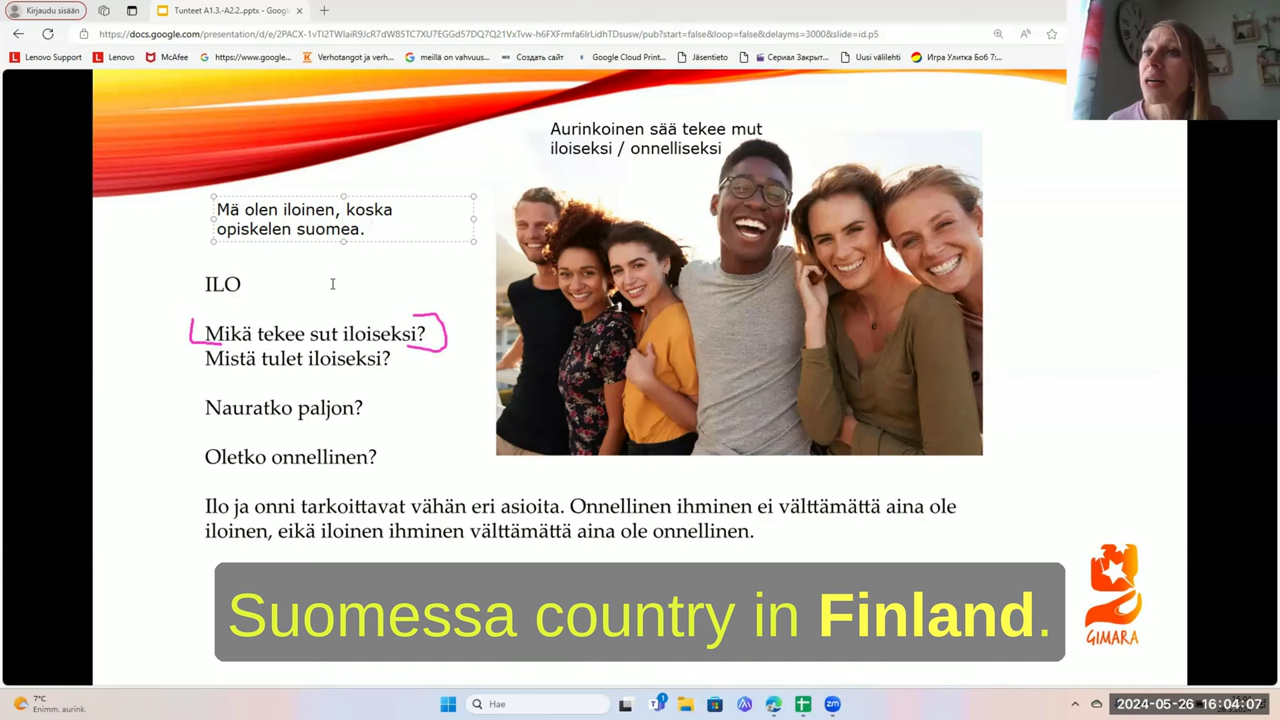 Kirjaudu sisään
Tunteet A1.3.-A2.2..pptx - Googl
https://docs.google.com/presentation/d/e/2PACX-1vTI2TWlaiR9JcR7dW85TC7XU7EGGd57DQ7Q21VxTvw-h6FXFrmfa6lrLidhTDsusw/pub?start=false&loop=false&delayms=3000&slide=id.p5
Lenovo Support
Lenovo
McAfee
https://www.google...
Verhotangot ja verh...
meillä on vahvuus...
Создать сайт
Google Cloud Print...
Jäsentieto
Сериал Закрыт...
Uusi välilehti
Игра Улитка Боб 7:...
Aurinkoinen sää tekee mut
iloiseksi / onnelliseksi
Mä olen iloinen, koska
opiskelen suomea.
ILO
Mikä tekee sut iloiseksi?
Mistä tulet iloiseksi?
Nauratko paljon?
Oletko onnellinen?
Ilo ja onni tarkoittavat vähän eri asioita. Onnellinen ihminen ei välttämättä aina ole
iloinen, eikä iloinen ihminen välttämättä aina ole onnellinen.
Suomessa country in Finland.
GIMARA
7°C
Enimm. aurink.
Hae
2024-05-26 16:04:07